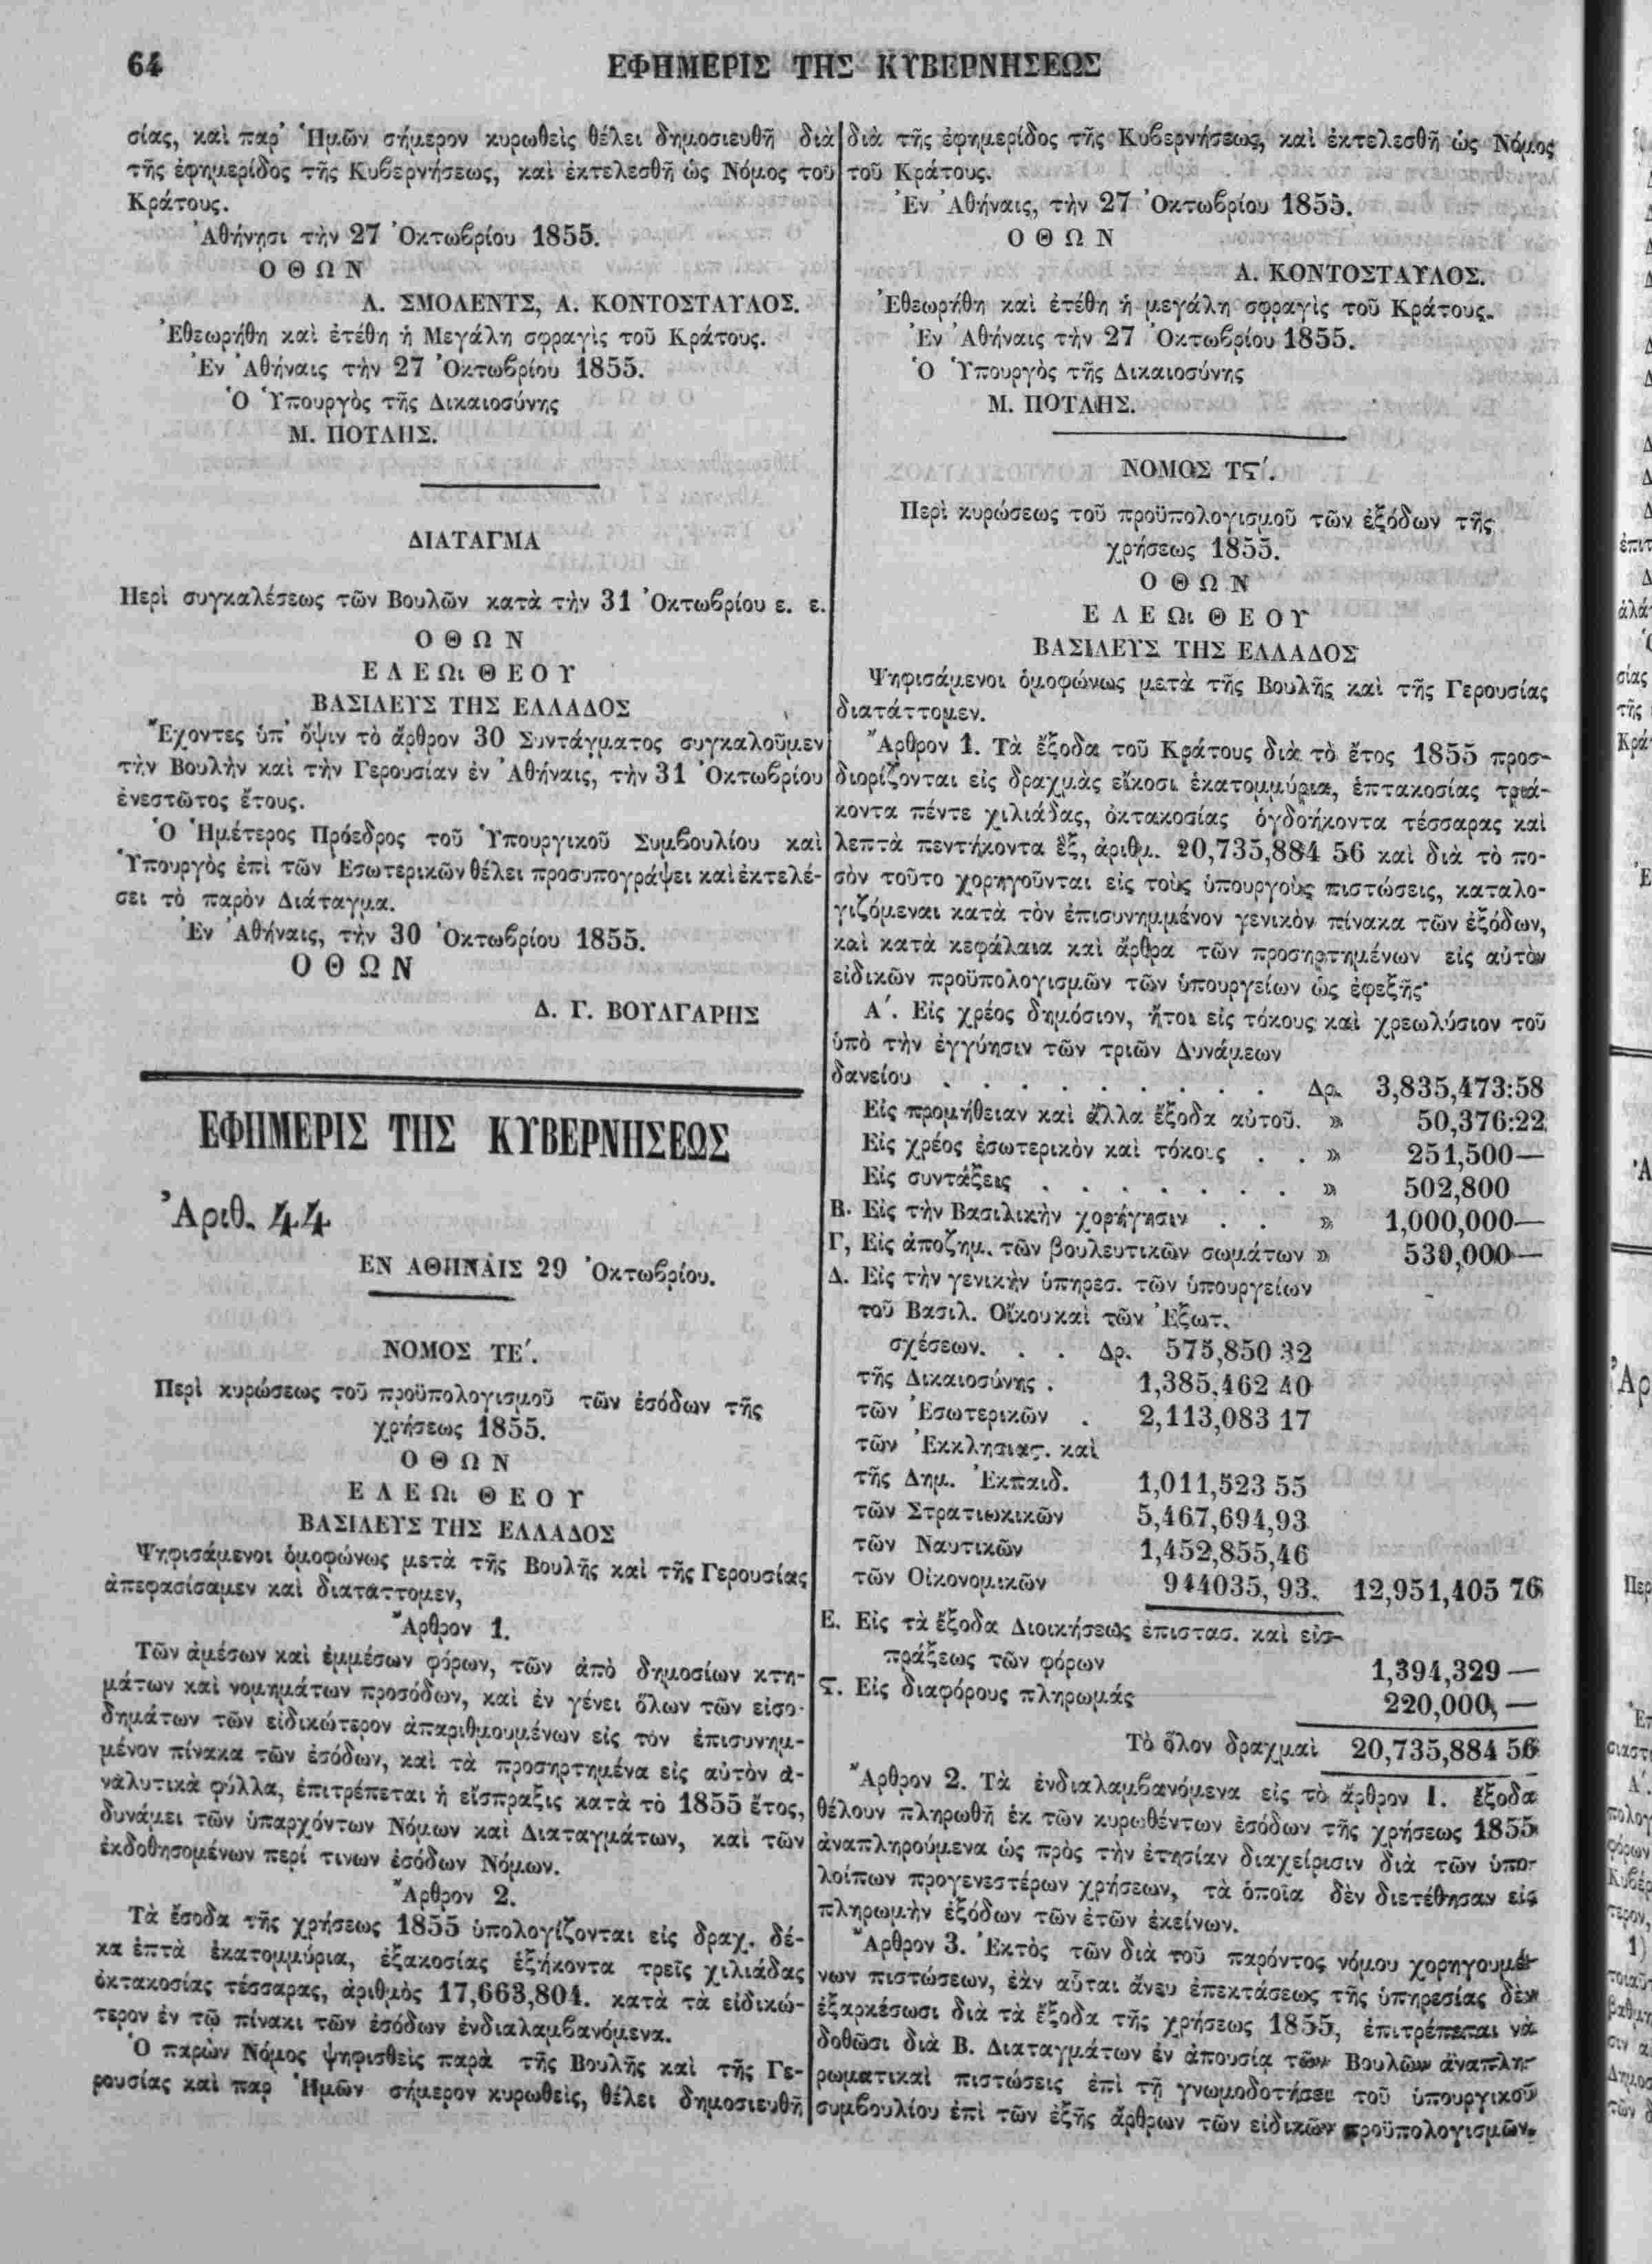 64
ΕΦΗΜΕΡΙΣ ΤΗΣ ΚΥΒΕΡΝΗΣΕΩΣ
σίας, καὶ παρ' Ἡμῶν σήμερον κυρωθεὶς θέλει δημοσιευθῆ διὰ
τῆς ἐφημερίδος τῆς Κυβερνήσεως, καὶ ἐκτελεσθῆ ὡς Νόμος τοῦ
Κράτους.
Ἀθήνησι τὴν 27 Ὀκτωβρίου 1855.
Ο Θ Ω Ν
Λ. ΣΜΟΛΕΝΤΣ, Α. ΚΟΝΤΟΣΤΑΥΛΟΣ.
Ἐθεωρήθη καὶ ἐτέθη ἡ Μεγάλη σφραγὶς τοῦ Κράτους.
Ἐν Ἀθήναις τὴν 27 Ὀκτωβρίου 1855.
Ὁ Ὑπουργὸς τῆς Δικαιοσύνης
Μ. ΠΟΤΛΗΣ.
ΔΙΑΤΑΓΜΑ
Περὶ συγκαλέσεως τῶν Βουλῶν κατὰ τὴν 31 Ὀκτωβρίου ε. ε.
Ο Θ Ω Ν
Ε Λ Ε Ωι Θ Ε Ο Υ
ΒΑΣΙΛΕΥΣ ΤΗΣ ΕΛΛΑΔΟΣ
Ἔχοντες ὑπ' ὄψιν τὸ ἄρθρον 30 Συντάγματος συγκαλοῦμεν
τὴν Βουλὴν καὶ τὴν Γερουσίαν ἐν Ἀθήναις, τὴν 31 Ὀκτωβρίου
ἐνεστῶτος ἔτους.
Ὁ Ἡμέτερος Πρόεδρος τοῦ Ὑπουργικοῦ Συμβουλίου καὶ
Ὑπουργὸς ἐπὶ τῶν Ἐσωτερικῶν θέλει προσυπογράψει καὶ ἐκτελέ-
σει τὸ παρὸν Διάταγμα.
Ἐν Ἀθήναις, τὴν 30 Ὀκτωβρίου 1855.
Ο Θ Ω Ν
Δ. Γ. ΒΟΥΛΓΑΡΗΣ
ΕΦΗΜΕΡΙΣ ΤΗΣ ΚΥΒΕΡΝΗΣΕΩΣ
Ἀριθ. 44
ΕΝ ΑΘΗΝΑΙΣ 29 Ὀκτωβρίου.
ΝΟΜΟΣ ΤΕ´.
Περὶ κυρώσεως τοῦ προϋπολογισμοῦ τῶν ἐσόδων τῆς
χρήσεως 1855.
Ο Θ Ω Ν
Ε Λ Ε Ωι Θ Ε Ο Υ
ΒΑΣΙΛΕΥΣ ΤΗΣ ΕΛΛΑΔΟΣ
Ψηφισάμενοι ὁμοφώνως μετὰ τῆς Βουλῆς καὶ τῆς Γερουσίας
ἀπεφασίσαμεν καὶ διατάττομεν,
Ἄρθρον 1.
Τῶν ἀμέσων καὶ ἐμμέσων φόρων, τῶν ἀπὸ δημοσίων κτη-
μάτων καὶ νομημάτων προσόδων, καὶ ἐν γένει ὅλων τῶν εἰσο-
δημάτων τῶν εἰδικώτερον ἀπαριθμουμένων εἰς τὸν ἐπισυνημ-
μένον πίνακα τῶν ἐσόδων, καὶ τὰ προσηρτημένα εἰς αὐτὸν ἀ-
ναλυτικὰ φύλλα, ἐπιτρέπεται ἡ εἴσπραξις κατὰ τὸ 1855 ἔτος,
δυνάμει τῶν ὑπαρχόντων Νόμων καὶ Διαταγμάτων, καὶ τῶν
ἐκδοθησομένων περί τινων ἐσόδων Νόμων.
Ἄρθρον 2.
Τὰ ἔσοδα τῆς χρήσεως 1855 ὑπολογίζονται εἰς δραχ. δέ-
κα ἑπτὰ ἑκατομμύρια, ἑξακοσίας ἑξήκοντα τρεῖς χιλιάδας
ὀκτακοσίας τέσσαρας, ἀριθμὸς 17,663,804. κατὰ τὰ εἰδικώ-
τερον ἐν τῷ πίνακι τῶν ἐσόδων ἐνδιαλαμβανόμενα.
Ὁ παρὼν Νόμος ψηφισθεὶς παρὰ τῆς Βουλῆς καὶ τῆς Γε-
ρουσίας καὶ παρ Ἡμῶν σήμερον κυρωθεὶς, θέλει δημοσιευθῆ
διὰ τῆς ἐφημερίδος τῆς Κυβερνήσεως, καὶ ἐκτελεσθῆ ὡς Νόμος
τοῦ Κράτους.
Ἐν Ἀθήναις, τὴν 27 Ὀκτωβρίου 1855.
Ο Θ Ω Ν
Α. ΚΟΝΤΟΣΤΑΥΛΟΣ.
Ἐθεωρήθη καὶ ἐτέθη ἡ μεγάλη σφραγὶς τοῦ Κράτους.
Ἐν Ἀθήναις τὴν 27 Ὀκτωβρίου 1855.
Ὁ Ὑπουργὸς τῆς Δικαιοσύνης
Μ. ΠΟΤΛΗΣ.
ΝΟΜΟΣ ΤϚ´.
Περὶ κυρώσεως τοῦ προϋπολογισμοῦ τῶν ἐξόδων τῆς
χρήσεως 1855.
Ο Θ Ω Ν
Ε Λ Ε Ωι Θ Ε Ο Υ
ΒΑΣΙΛΕΥΣ ΤΗΣ ΕΛΛΑΔΟΣ
Ψηφισάμενοι ὁμοφώνως μετὰ τῆς Βουλῆς καὶ τῆς Γερουσίας
διατάττομεν.
Ἄρθρον 1. Τὰ ἔξοδα τοῦ Κράτους διὰ τὸ ἔτος 1855 προσ-
διορίζονται εἰς δραχμὰς εἴκοσι ἑκατομμύρια, ἑπτακοσίας τριά-
κοντα πέντε χιλιάδας, ὀκτακοσίας ὀγδοήκοντα τέσσαρας καὶ
λεπτὰ πεντήκοντα ἓξ, ἀριθμ. 20,735,884 56 καὶ διὰ τὸ πο-
σὸν τοῦτο χορηγοῦνται εἰς τοὺς ὑπουργοὺς πιστώσεις, καταλο-
γιζόμεναι κατὰ τὸν ἐπισυνημμένον γενικὸν πίνακα τῶν ἐξόδων,
καὶ κατὰ κεφάλαια καὶ ἄρθρα τῶν προσηρτημένων εἰς αὐτὸν
εἰδικῶν προϋπολογισμῶν τῶν ὑπουργείων ὡς ἐφεξῆς·
Α´. Εἰς χρέος δημόσιον, ἤτοι εἰς τόκους καὶ χρεωλύσιον τοῦ
ὑπὸ τὴν ἐγγύησιν τῶν τριῶν Δυνάμεων
δανείου . . . . . . . . . Δρ. 3,835,473:58
Εἰς προμήθειαν καὶ ἄλλα ἔξοδα αὐτοῦ. » 50,376:22
Εἰς χρέος ἐσωτερικὸν καὶ τόκους . . » 251,500—
Εἰς συντάξεις . . . . . . . » 502,800
Β. Εἰς τὴν Βασιλικὴν χορήγησιν . . » 1,000,000—
Γ, Εἰς ἀποζημ. τῶν βουλευτικῶν σωμάτων » 530,000—
Δ. Εἰς τὴν γενικὴν ὑπηρεσ. τῶν ὑπουργείων
τοῦ Βασιλ. Οἴκου καὶ τῶν Ἐξωτ.
σχέσεων. . . Δρ. 575,850 32
τῆς Δικαιοσύνης . 1,385,462 40
τῶν Ἐσωτερικῶν . 2,113,083 17
τῶν Ἐκκλησιαστ. καὶ
τῆς Δημ. Ἐκπαιδ. 1,011,523 55
τῶν Στρατιωκικῶν 5,467,694,93
τῶν Ναυτικῶν 1,452,855,46
τῶν Οἰκονομικῶν 944035, 93. 12,951,405 76
Ε. Εἰς τὰ ἔξοδα Διοικήσεως ἐπιστασ. καὶ εἰσ-
πράξεως τῶν φόρων 1,394,329 —
Ϛ. Εἰς διαφόρους πληρωμάς 220,000, —
Τὸ ὅλον δραχμαὶ 20,735,884 56
Ἄρθρον 2. Τὰ ἐνδιαλαμβανόμενα εἰς τὸ ἄρθρον 1. ἔξοδα
θέλουν πληρωθῆ ἐκ τῶν κυρωθέντων ἐσόδων τῆς χρήσεως 1855
ἀναπληρούμενα ὡς πρὸς τὴν ἐτησίαν διαχείρισιν διὰ τῶν ὑπο-
λοίπων προγενεστέρων χρήσεων, τὰ ὁποῖα δὲν διετέθησαν εἰς
πληρωμὴν ἐξόδων τῶν ἐτῶν ἐκείνων.
Ἄρθρον 3. Ἐκτὸς τῶν διὰ τοῦ παρόντος νόμου χορηγουμέ-
νων πιστώσεων, ἐὰν αὗται ἄνευ ἐπεκτάσεως τῆς ὑπηρεσίας δὲν
ἐξαρκέσωσι διὰ τὰ ἔξοδα τῆς χρήσεως 1855, ἐπιτρέπεται νὰ
δοθῶσι διὰ Β. Διαταγμάτων ἐν ἀπουσίᾳ τῶν Βουλῶν ἀναπλη-
ρωματικαὶ πιστώσεις ἐπὶ τῇ γνωμοδοτήσει τοῦ ὑπουργικοῦ
συμβουλίου ἐπὶ τῶν ἑξῆς ἄρθρων τῶν εἰδικῶν προϋπολογισμῶν.